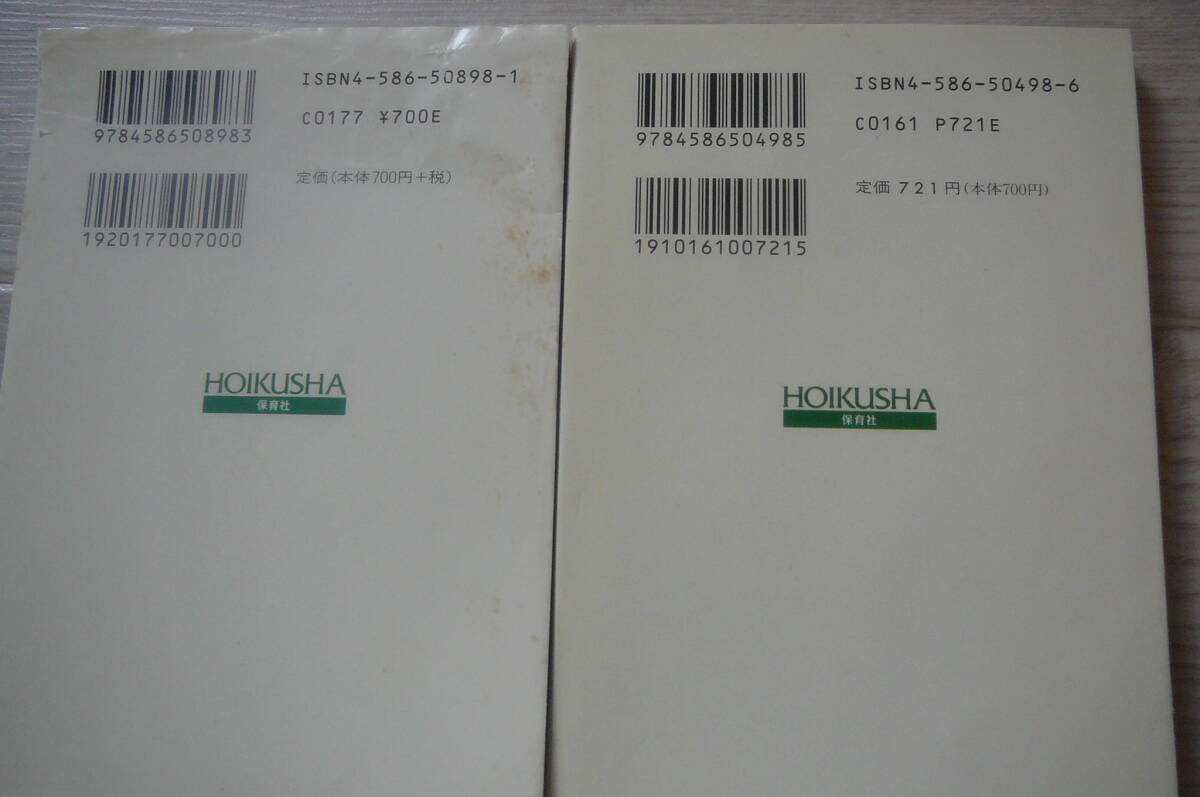 ISBN4-586-50898-1
C0177 ¥700E
9784586508983
定価(本体700円+税)
1920177007000
HOIKUSHA
保育社
ISBN4-586-50498-6
C0161 P721E
9784586504985
定価 721円(本体700円)
1910161007215
HOIKUSHA
保育社